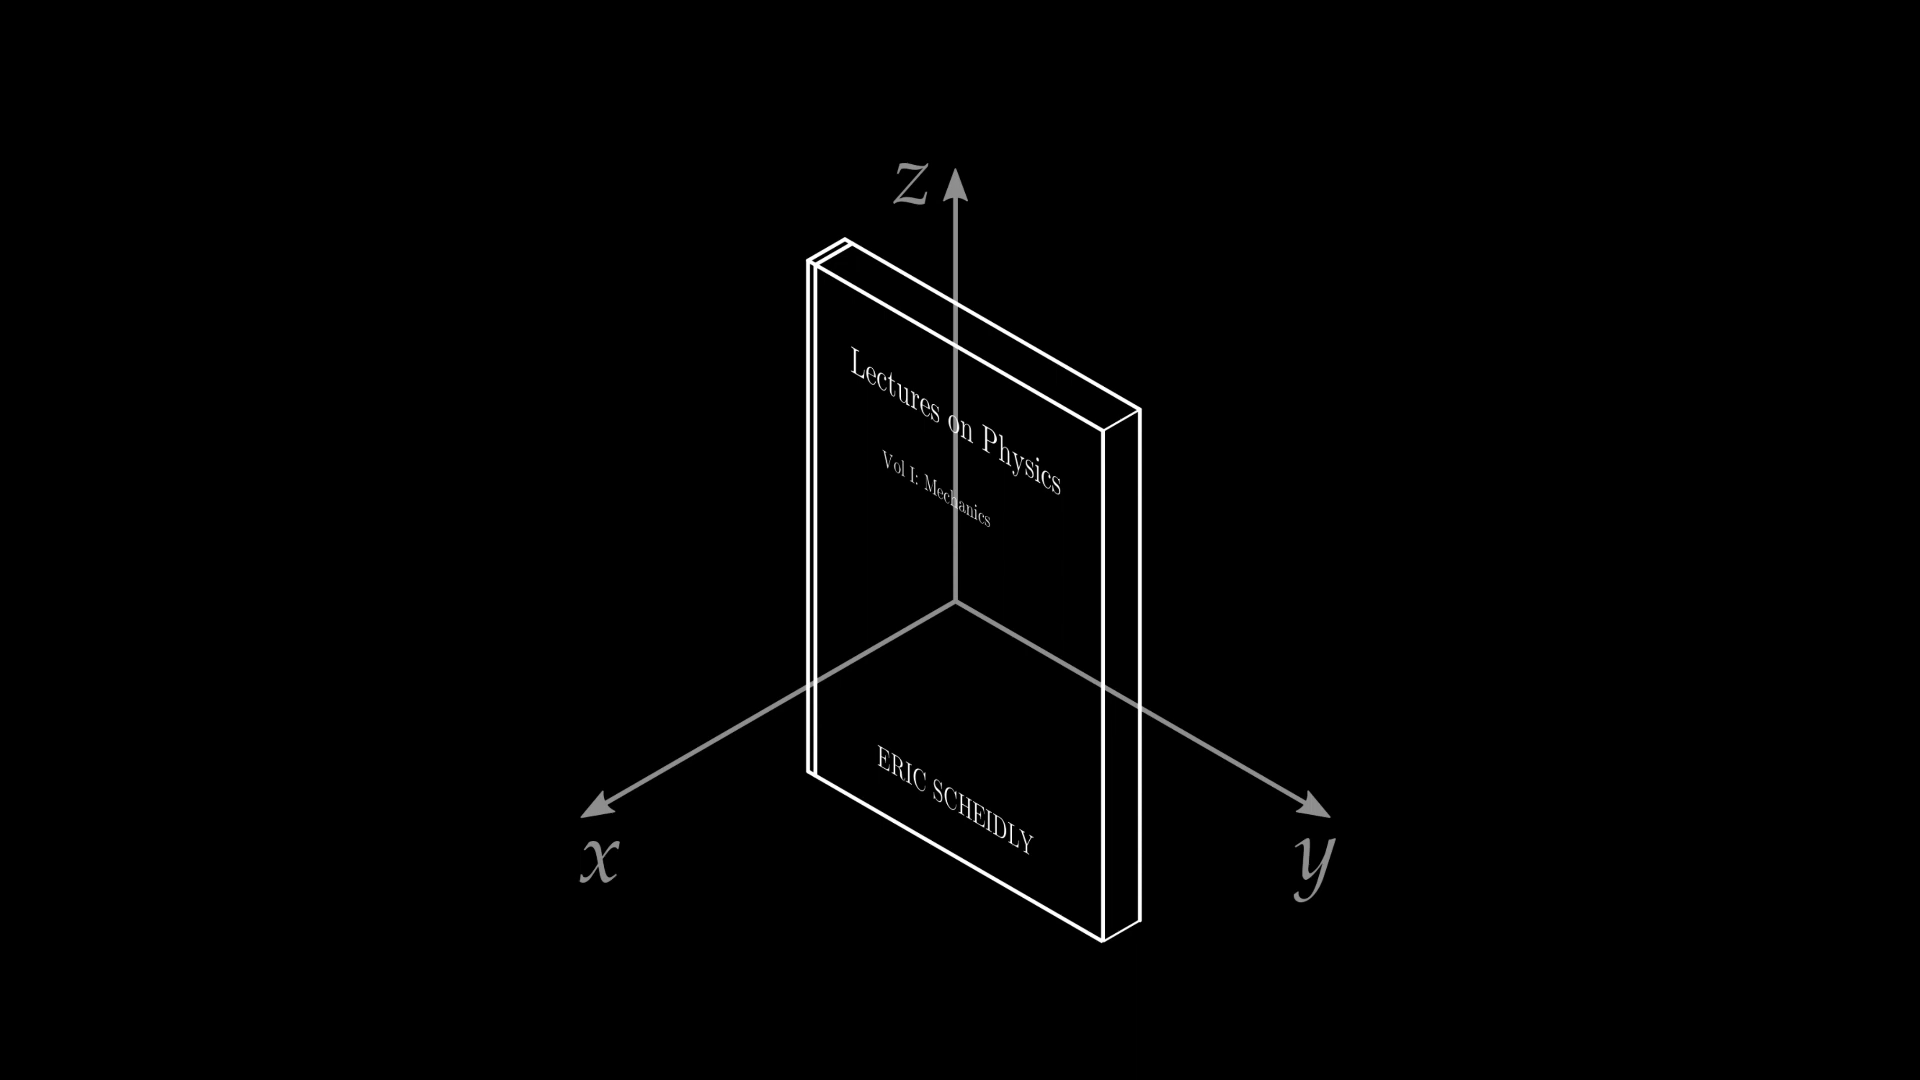 z
Lectures on Physics
Vol I: Mechanics
ERIC SCHEIDLY
x
y